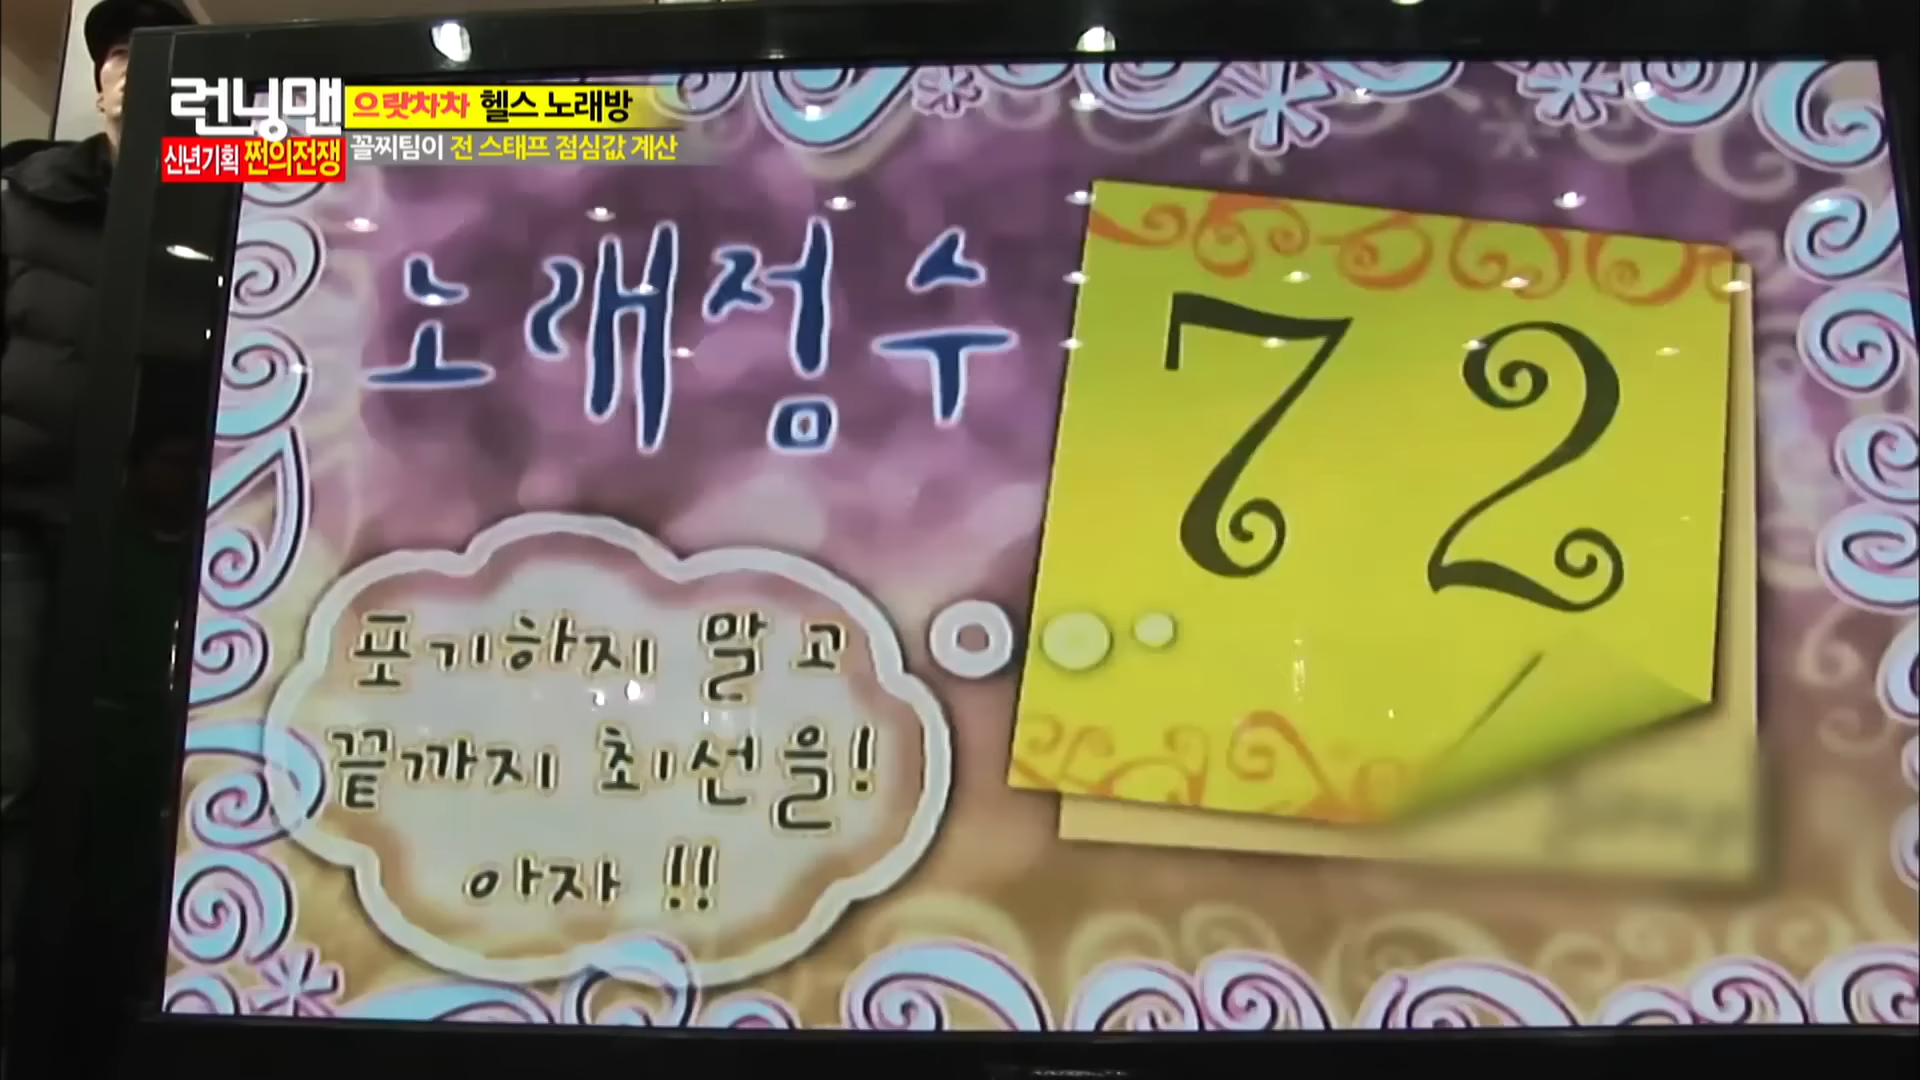 런닝맨 으랏차차 헬스 노래방
신년기획 쩐의전쟁 꼴찌팀이 전 스태프 점심값 계산
노래점수
72
포기하지 말고
끝까지 최선을!
아자 !!